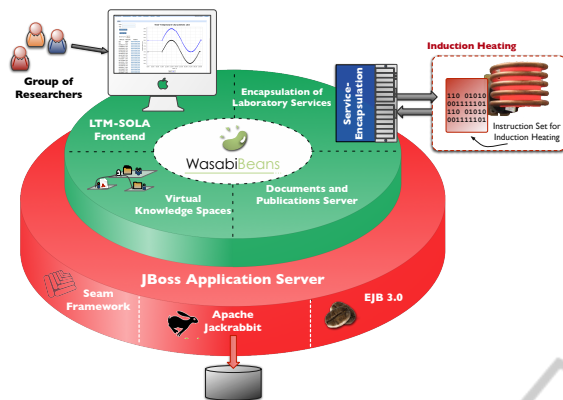 Group of
Researchers
Induction Heating
Service-
Encapsulation
110 01010
001111101
110 01010
001111101
Instruction Set for
Induction Heating
Encapsulation of
Laboratory Services
LTM-SOLA
Frontend
WasabiBeans
Virtual
Knowledge Spaces
Documents and
Publications Server
JBoss Application Server
Seam
Framework
Apache
Jackrabbit
EJB 3.0